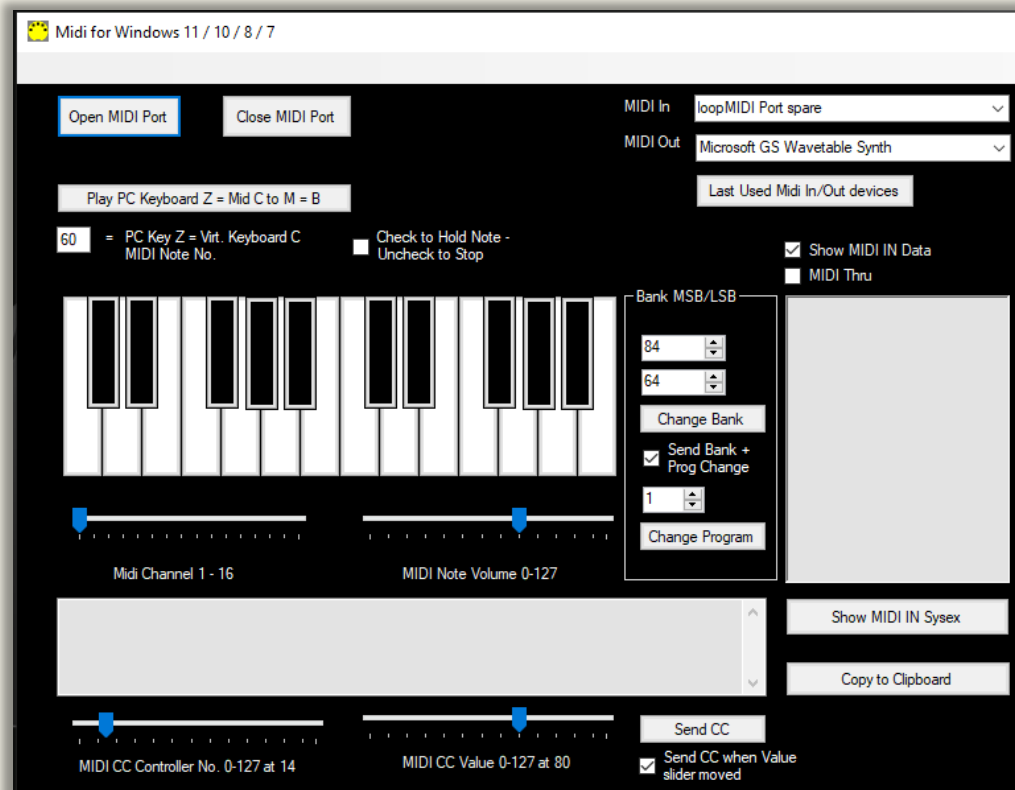 Midi for Windows 11 / 10 / 8 / 7
Open MIDI Port
Close MIDI Port
MIDI In
loopMIDI Port spare
MIDI Out
Microsoft GS Wavetable Synth
Last Used Midi In/Out devices
Play PC Keyboard Z = Mid C to M = B
60
= PC Key Z = Virt. Keyboard C
MIDI Note No.
Check to Hold Note -
Uncheck to Stop
Show MIDI IN Data
MIDI Thru
Bank MSB/LSB
84
64
Change Bank
Send Bank +
Prog Change
1
Change Program
Midi Channel 1 - 16
MIDI Note Volume 0-127
Show MIDI IN Sysex
Copy to Clipboard
MIDI CC Controller No. 0-127 at 14
MIDI CC Value 0-127 at 80
Send CC
Send CC when Value
slider moved